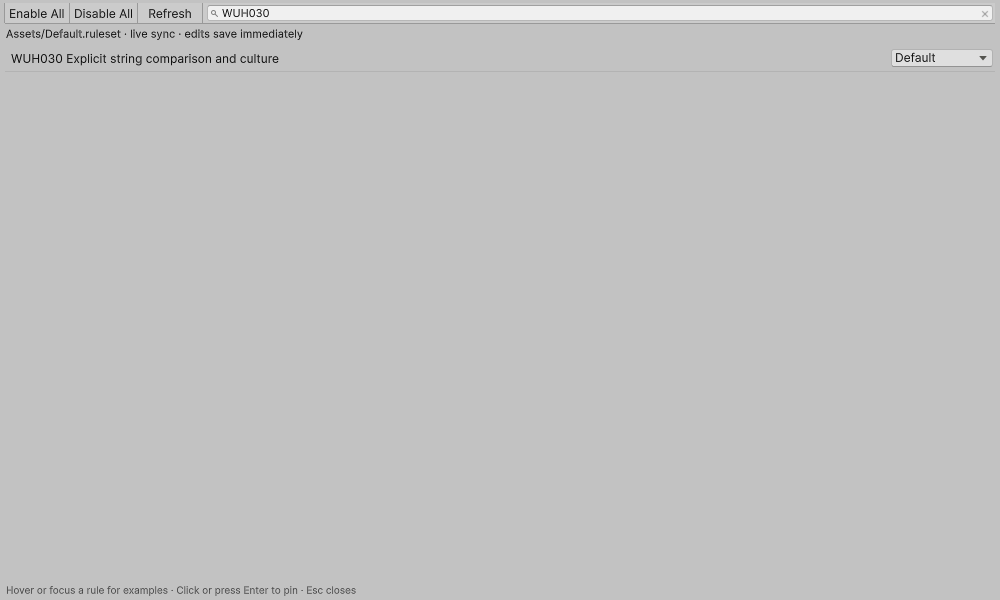 Enable All Disable All Refresh WUH030
Assets/Default.ruleset · live sync · edits save immediately
WUH030 Explicit string comparison and culture Default
Hover or focus a rule for examples · Click or press Enter to pin · Esc closes